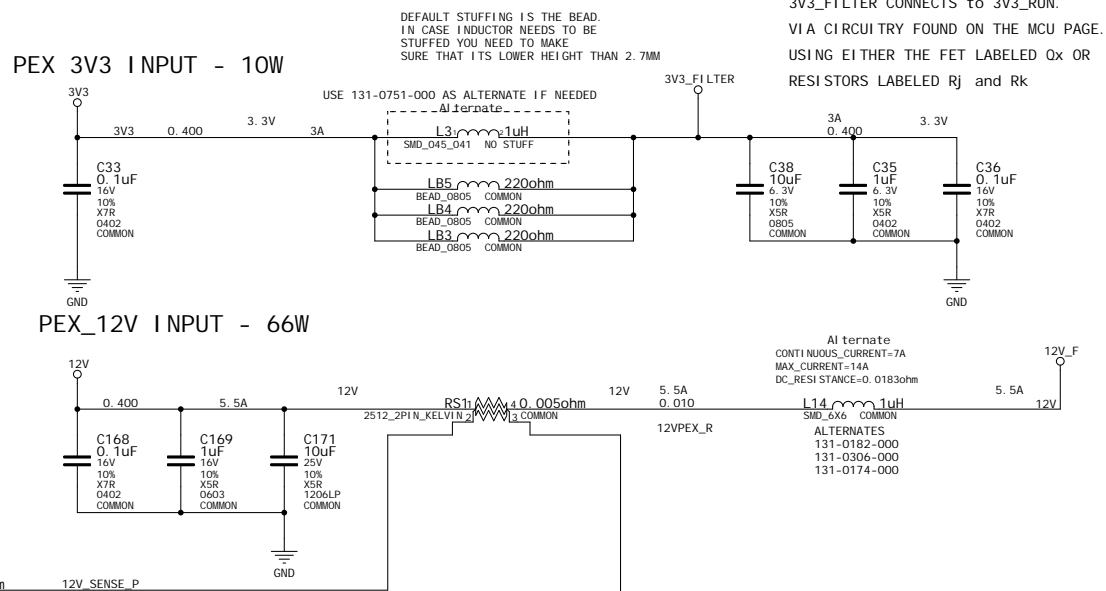 DEFAULT STUFFING IS THE BEAD.
IN CASE INDUCTOR NEEDS TO BE
STUFFED YOU NEED TO MAKE
SURE THAT ITS LOWER HEIGHT THAN 2.7MM
3V3_FILTER CONNECTS to 3V3_RUN.
VIA CIRCUITRY FOUND ON THE MCU PAGE.
USING EITHER THE FET LABELED Qx OR
RESISTORS LABELED Rj and Rk
PEX 3V3 INPUT - 10W
3V3
3V3_FILTER
USE 131-0751-000 AS ALTERNATE IF NEEDED
Alternate
3V3 0.400 3.3V 3A
L3 1 2 1uH
SMD_045_041 NO STUFF
3A
0.400
3.3V
LB5 220ohm
BEAD_0805 COMMON
LB4 220ohm
BEAD_0805 COMMON
LB3 220ohm
BEAD_0805 COMMON
C33
0.1uF
16V
10%
X7R
0402
COMMON
C38
10uF
6.3V
10%
X5R
0805
COMMON
C35
1uF
6.3V
10%
X5R
0402
COMMON
C36
0.1uF
16V
10%
X7R
0402
COMMON
GND
GND
PEX_12V INPUT - 66W
12V
12V_F
Alternate
CONTINUOUS_CURRENT=7A
MAX_CURRENT=14A
DC_RESISTANCE=0.0183ohm
0.400 5.5A 12V
RS1 1 4 0.005ohm
2512_2PIN_KELVIN 2 3 COMMON
12V 5.5A
0.010
12VPEX_R
L14 1uH
SMD_6X6 COMMON
ALTERNATES
131-0182-000
131-0306-000
131-0174-000
5.5A
12V
C168
0.1uF
16V
10%
X7R
0402
COMMON
C169
1uF
16V
10%
X5R
0603
COMMON
C171
10uF
25V
10%
X5R
1206LP
COMMON
GND
m 12V_SENSE_P